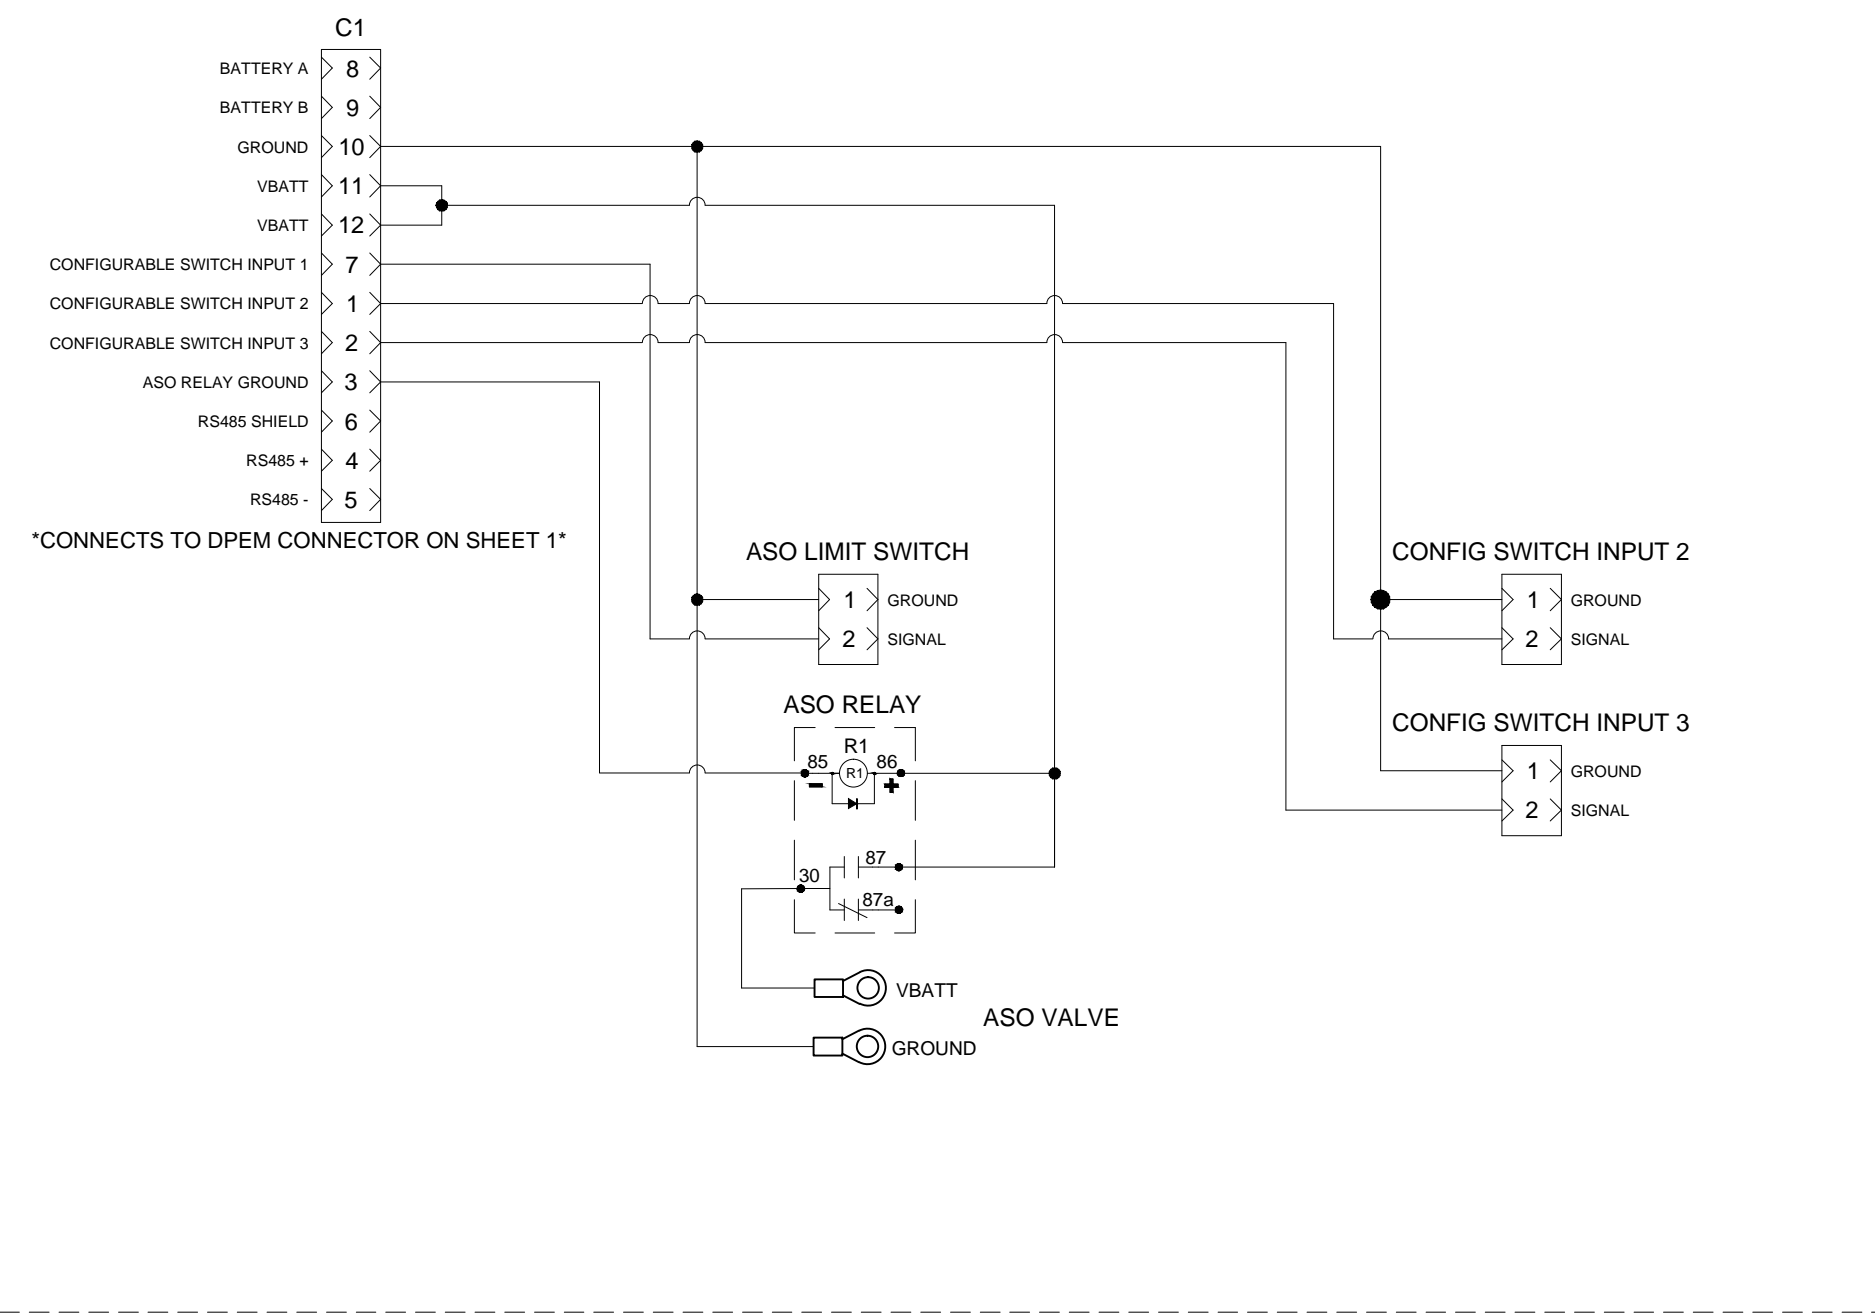 C1
BATTERY A 8
BATTERY B 9
GROUND 10
VBATT 11
VBATT 12
CONFIGURABLE SWITCH INPUT 1 7
CONFIGURABLE SWITCH INPUT 2 1
CONFIGURABLE SWITCH INPUT 3 2
ASO RELAY GROUND 3
RS485 SHIELD 6
RS485 + 4
RS485 - 5
*CONNECTS TO DPEM CONNECTOR ON SHEET 1*
ASO LIMIT SWITCH
1 GROUND
2 SIGNAL
CONFIG SWITCH INPUT 2
1 GROUND
2 SIGNAL
ASO RELAY
R1
85 R1 86
- +
87
30
87a
CONFIG SWITCH INPUT 3
1 GROUND
2 SIGNAL
VBATT
ASO VALVE
GROUND